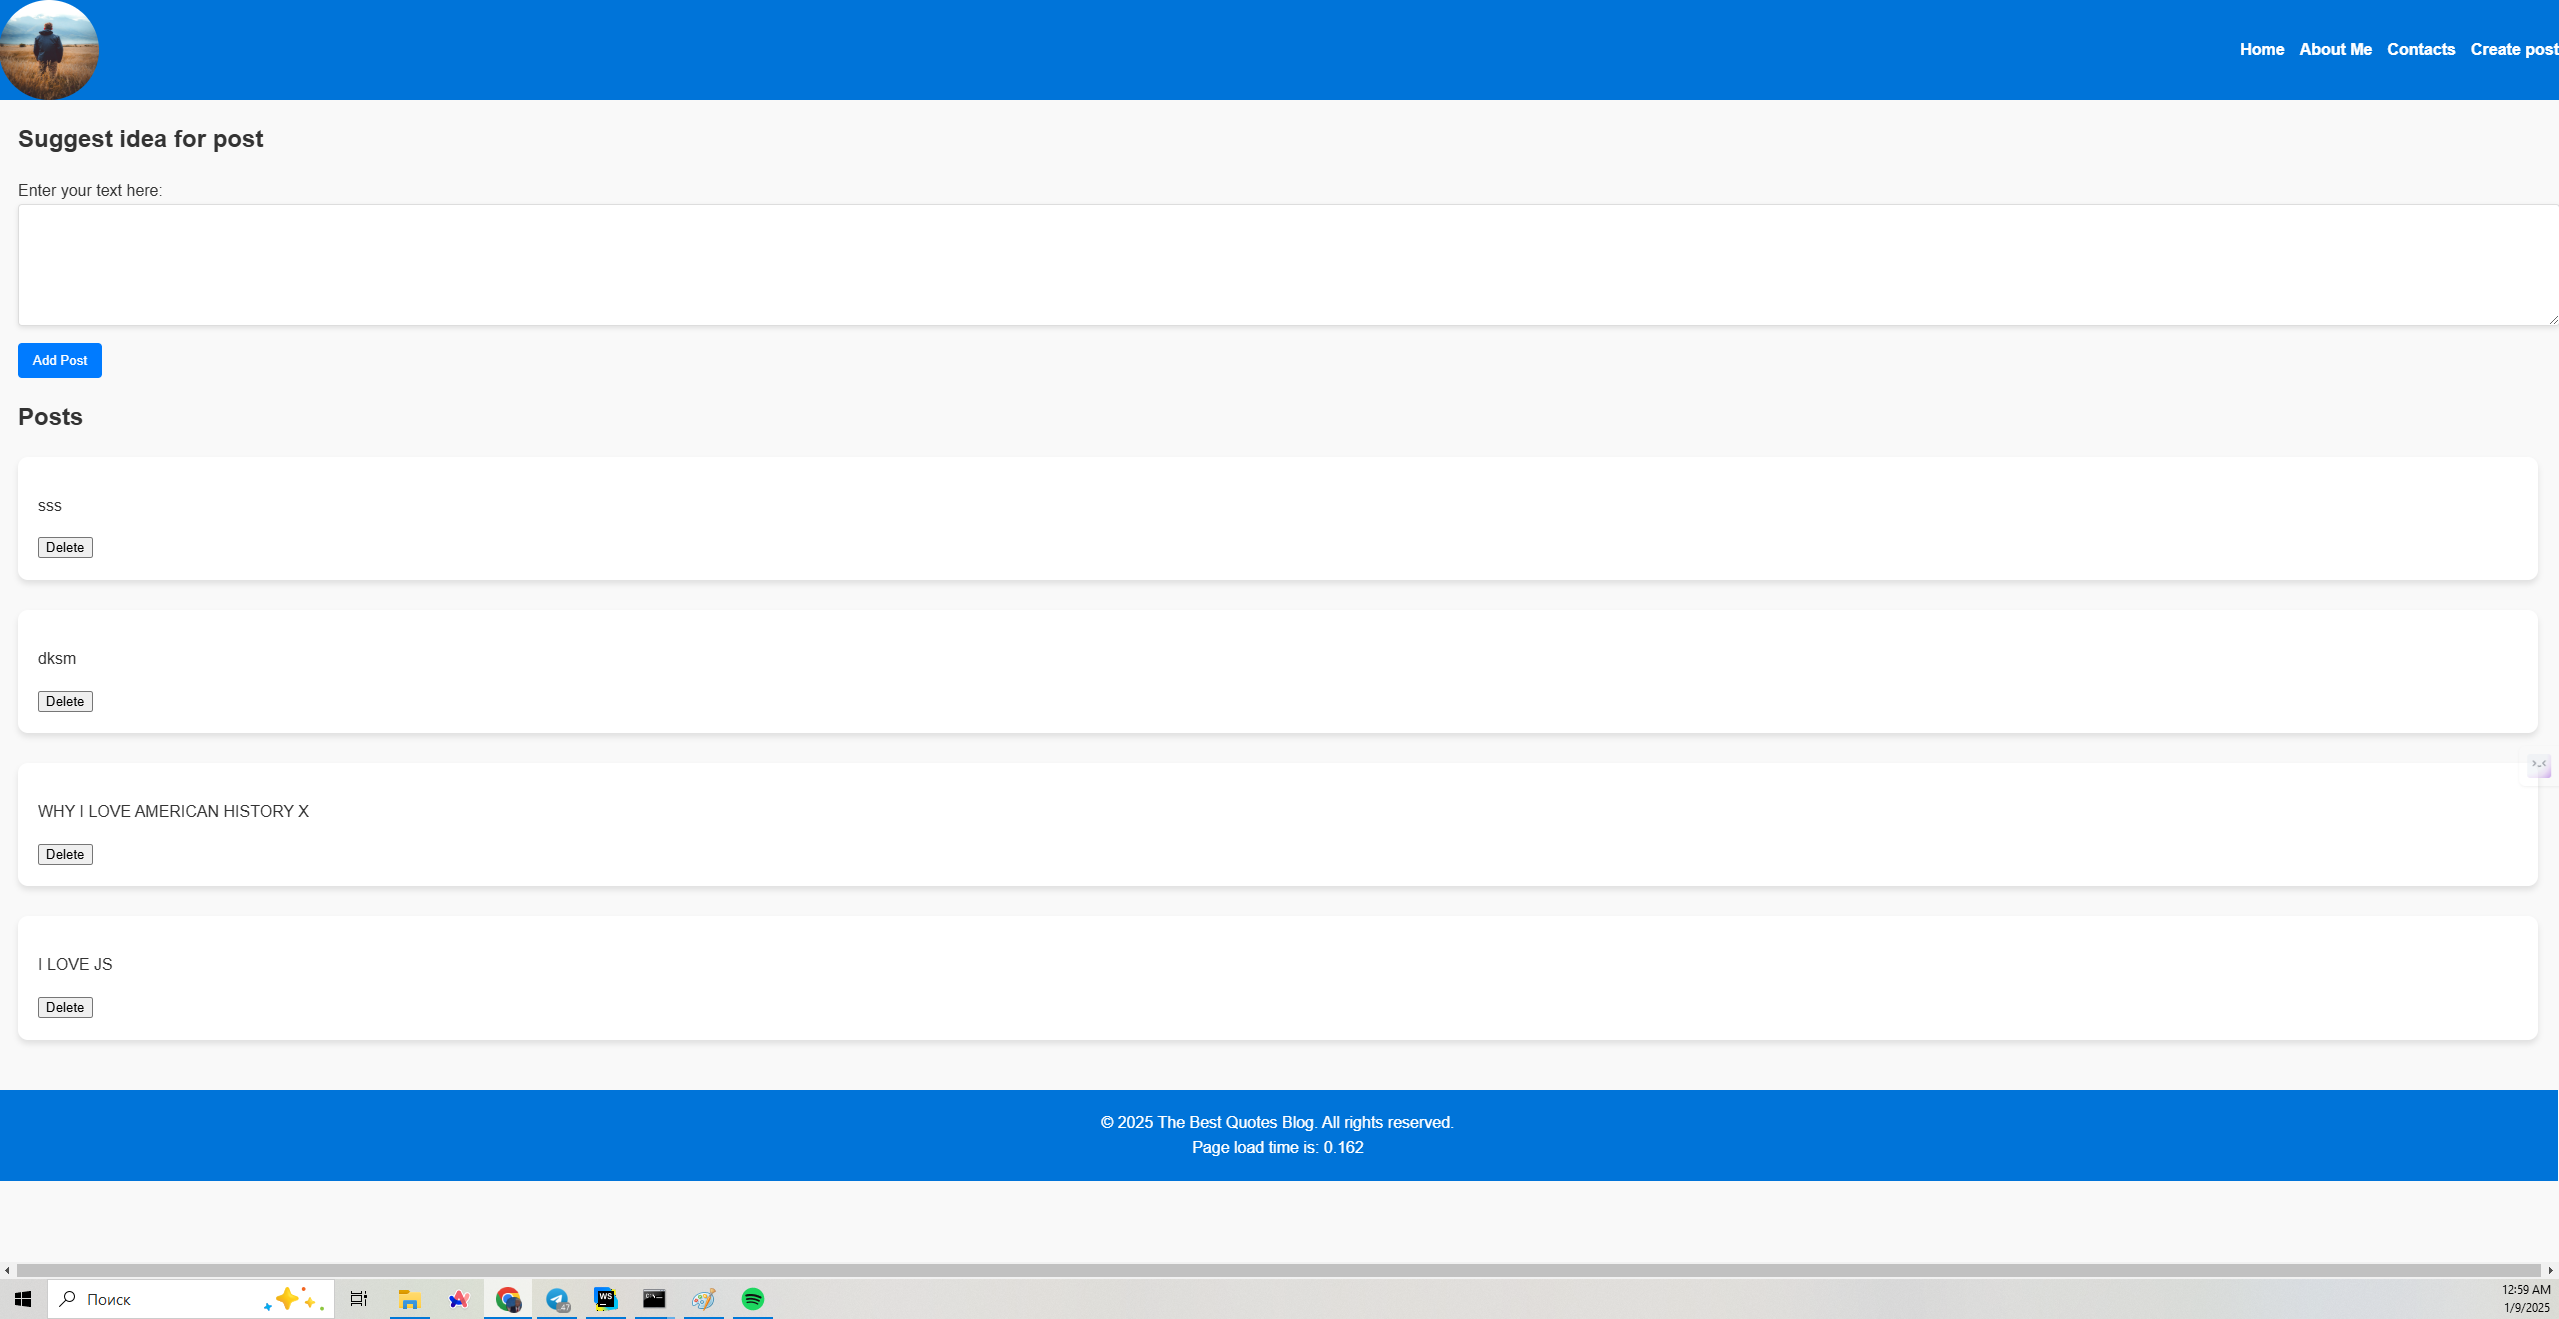 Home About Me Contacts Create post
Suggest idea for post
Enter your text here:
Add Post
Posts
sss
Delete
dksm
Delete
WHY I LOVE AMERICAN HISTORY X
Delete
I LOVE JS
Delete
© 2025 The Best Quotes Blog. All rights reserved.
Page load time is: 0.162
Поиск
47
WS
12:59 AM
1/9/2025